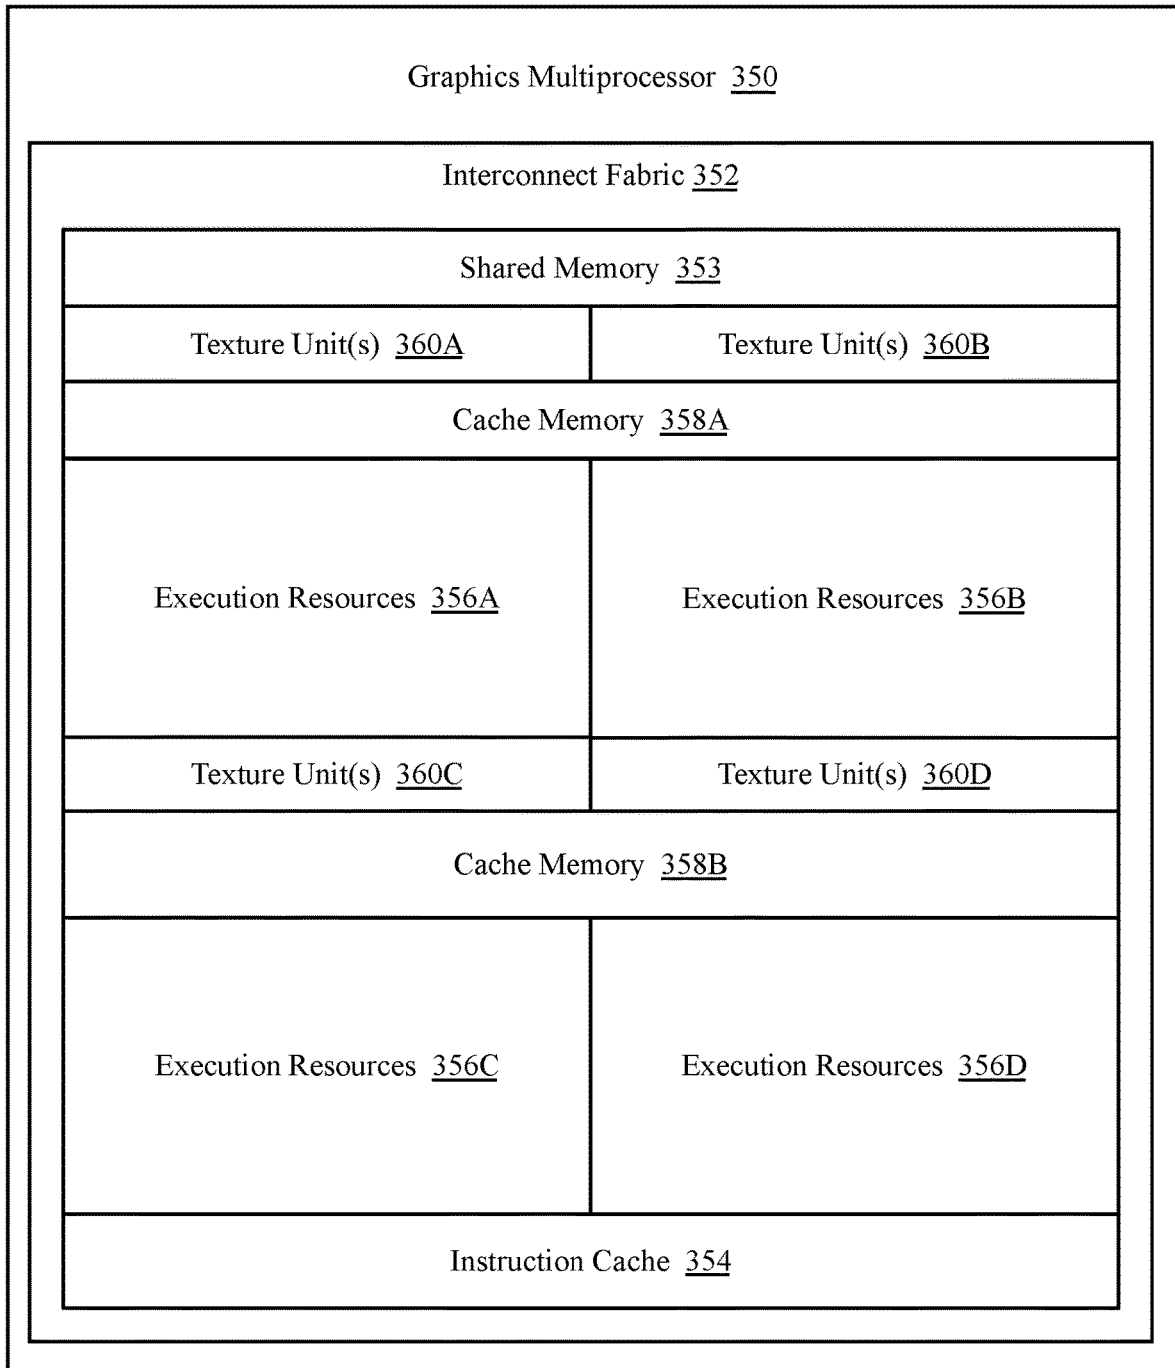 Graphics Multiprocessor 350
Interconnect Fabric 352
Shared Memory 353
Texture Unit(s) 360A
Texture Unit(s) 360B
Cache Memory 358A
Execution Resources 356A
Execution Resources 356B
Texture Unit(s) 360C
Texture Unit(s) 360D
Cache Memory 358B
Execution Resources 356C
Execution Resources 356D
Instruction Cache 354